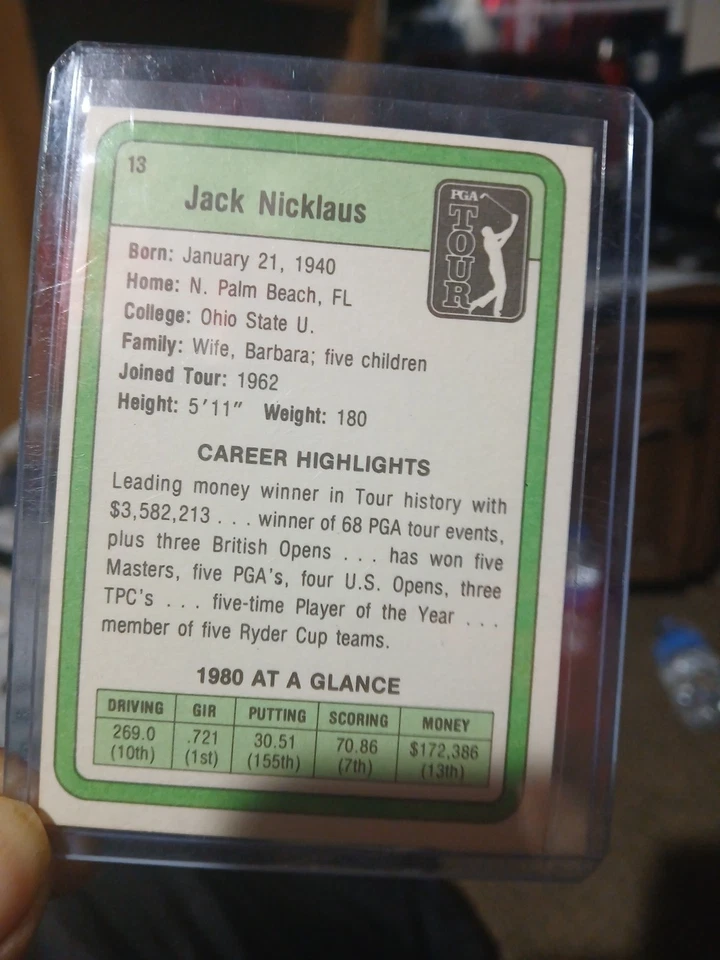 13
Jack Nicklaus
PGA
TOUR
Born: January 21, 1940
Home: N. Palm Beach, FL
College: Ohio State U.
Family: Wife, Barbara; five children
Joined Tour: 1962
Height: 5'11" Weight: 180
CAREER HIGHLIGHTS
Leading money winner in Tour history with
$3,582,213 . . . winner of 68 PGA tour events,
plus three British Opens . . . has won five
Masters, five PGA's, four U.S. Opens, three
TPC's . . . five-time Player of the Year . . .
member of five Ryder Cup teams.
1980 AT A GLANCE
DRIVING GIR PUTTING SCORING MONEY
269.0 .721 30.51 70.86 $172,386
(10th) (1st) (155th) (7th) (13th)